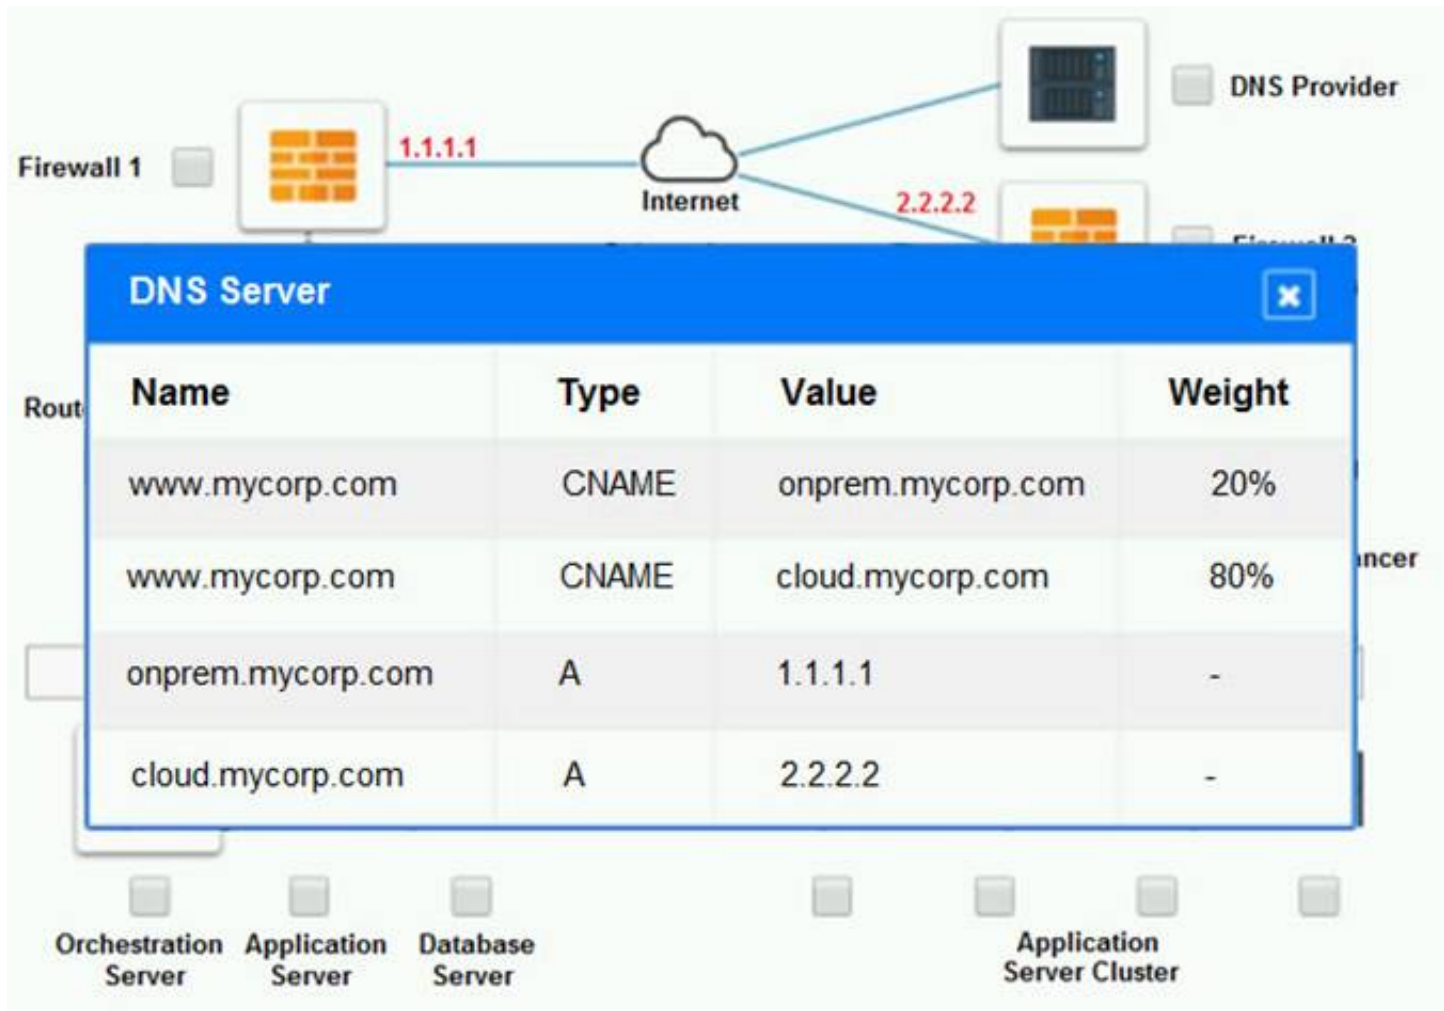 DNS Provider
1.1.1.1
Firewall 1
Internet
2.2.2.2
DNS Server
Name Type Value Weight
www.mycorp.com CNAME onprem.mycorp.com 20%
www.mycorp.com CNAME cloud.mycorp.com 80%
onprem.mycorp.com A 1.1.1.1 -
cloud.mycorp.com A 2.2.2.2 -
Orchestration Server
Application Server
Database Server
Application Server Cluster